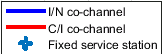 I/N co-channel
C/I co-channel
Fixed service station